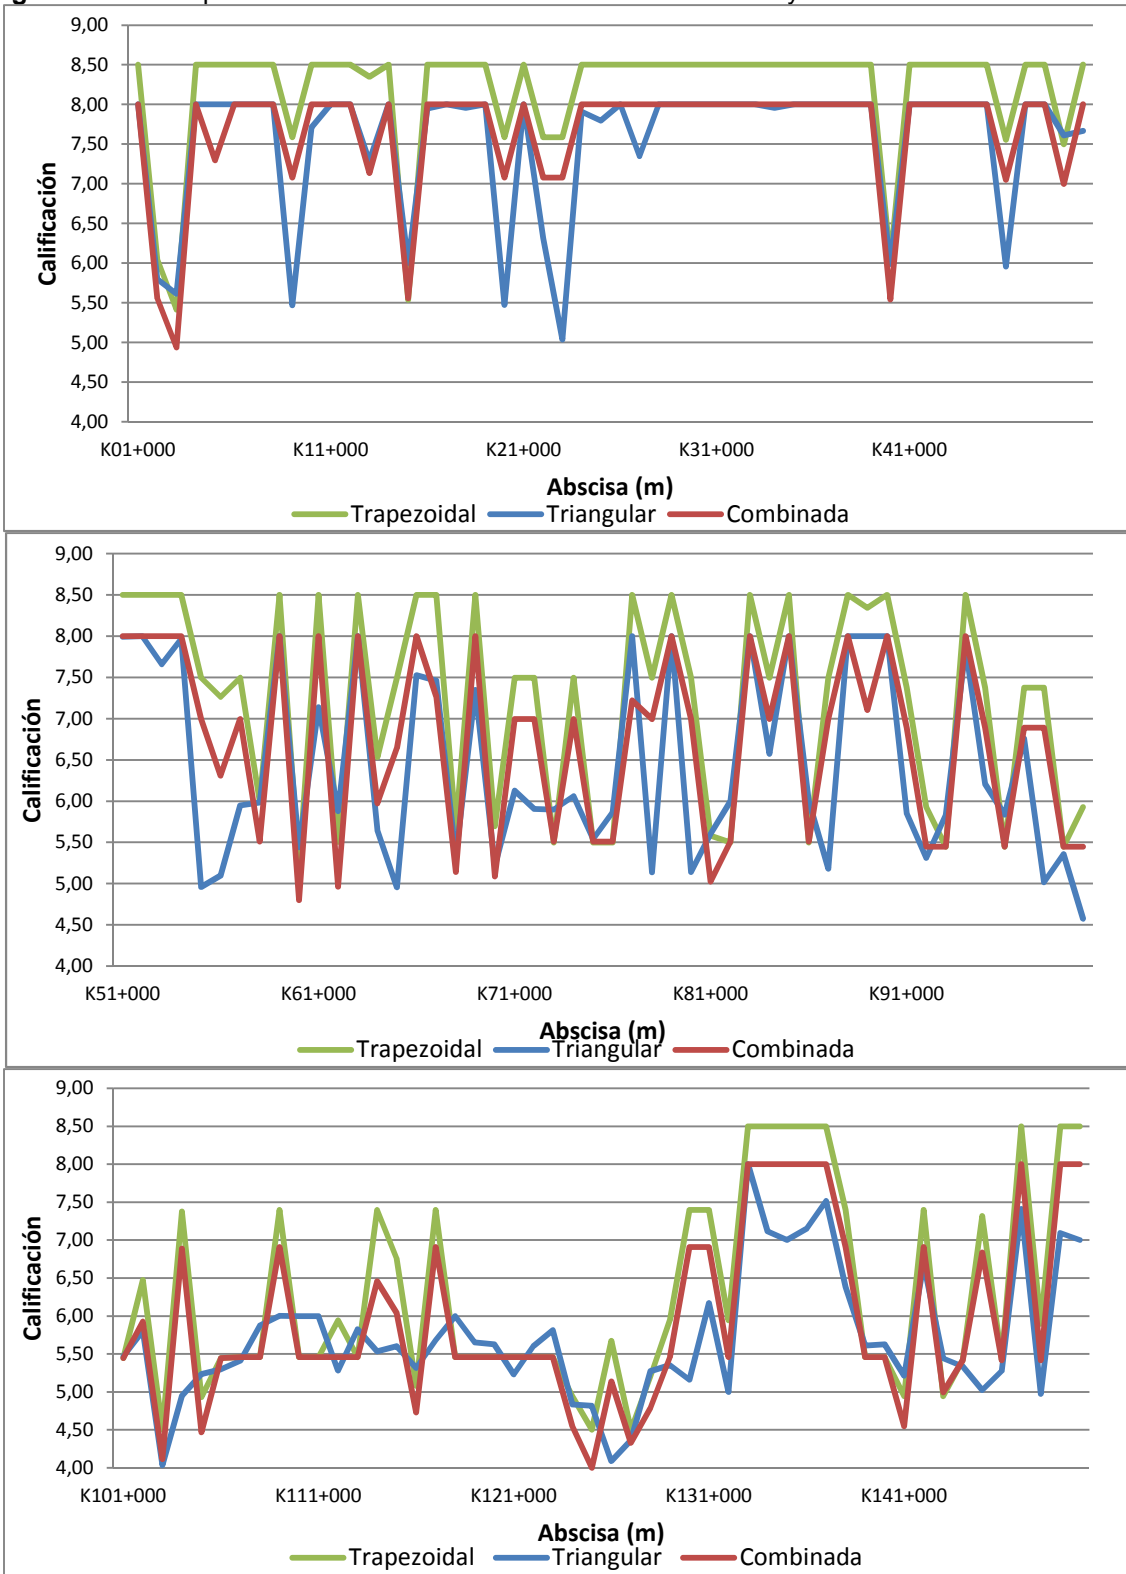 9,00
8,50
8,00
7,50
7,00
6,50
6,00
5,50
5,00
4,50
4,00
Calificación
K01+000 K11+000 K21+000 K31+000 K41+000
Abscisa (m)
Trapezoidal Triangular Combinada
9,00
8,50
8,00
7,50
7,00
6,50
6,00
5,50
5,00
4,50
4,00
Calificación
K51+000 K61+000 K71+000 K81+000 K91+000
Abscisa (m)
Trapezoidal Triangular Combinada
9,00
8,50
8,00
7,50
7,00
6,50
6,00
5,50
5,00
4,50
4,00
Calificación
K101+000 K111+000 K121+000 K131+000 K141+000
Abscisa (m)
Trapezoidal Triangular Combinada